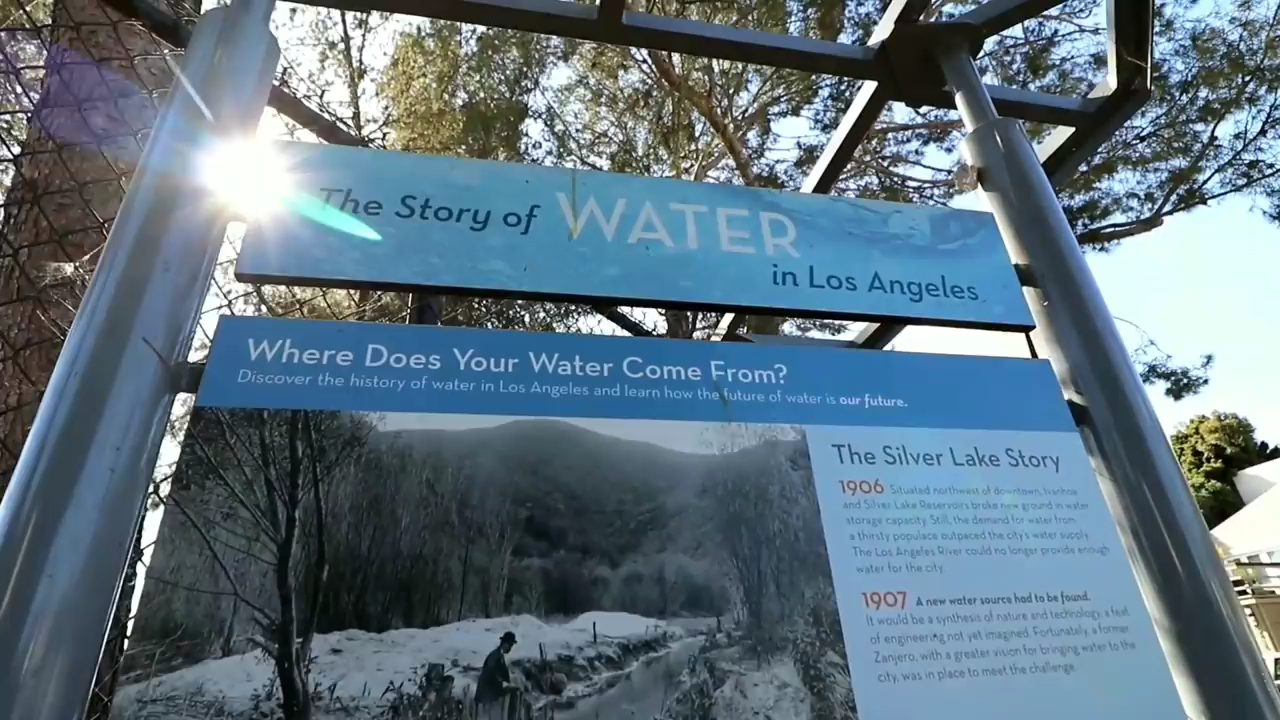 The Story of WATER
in Los Angeles
Where Does Your Water Come From?
Discover the history of water in Los Angeles and learn how the future of water is our future.
The Silver Lake Story
1906 Situated northwest of downtown, Ivanhoe
and Silver Lake Reservoirs broke new ground in water
storage capacity. Still, the demand for water from
a thirsty populace outpaced the city's water supply.
The Los Angeles River could no longer provide enough
water for the city.
1907 A new water source had to be found.
It would be a synthesis of nature and technology, a feat
of engineering not yet imagined. Fortunately, a former
Zanjero, with a greater vision for bringing water to the
city, was in place to meet the challenge.